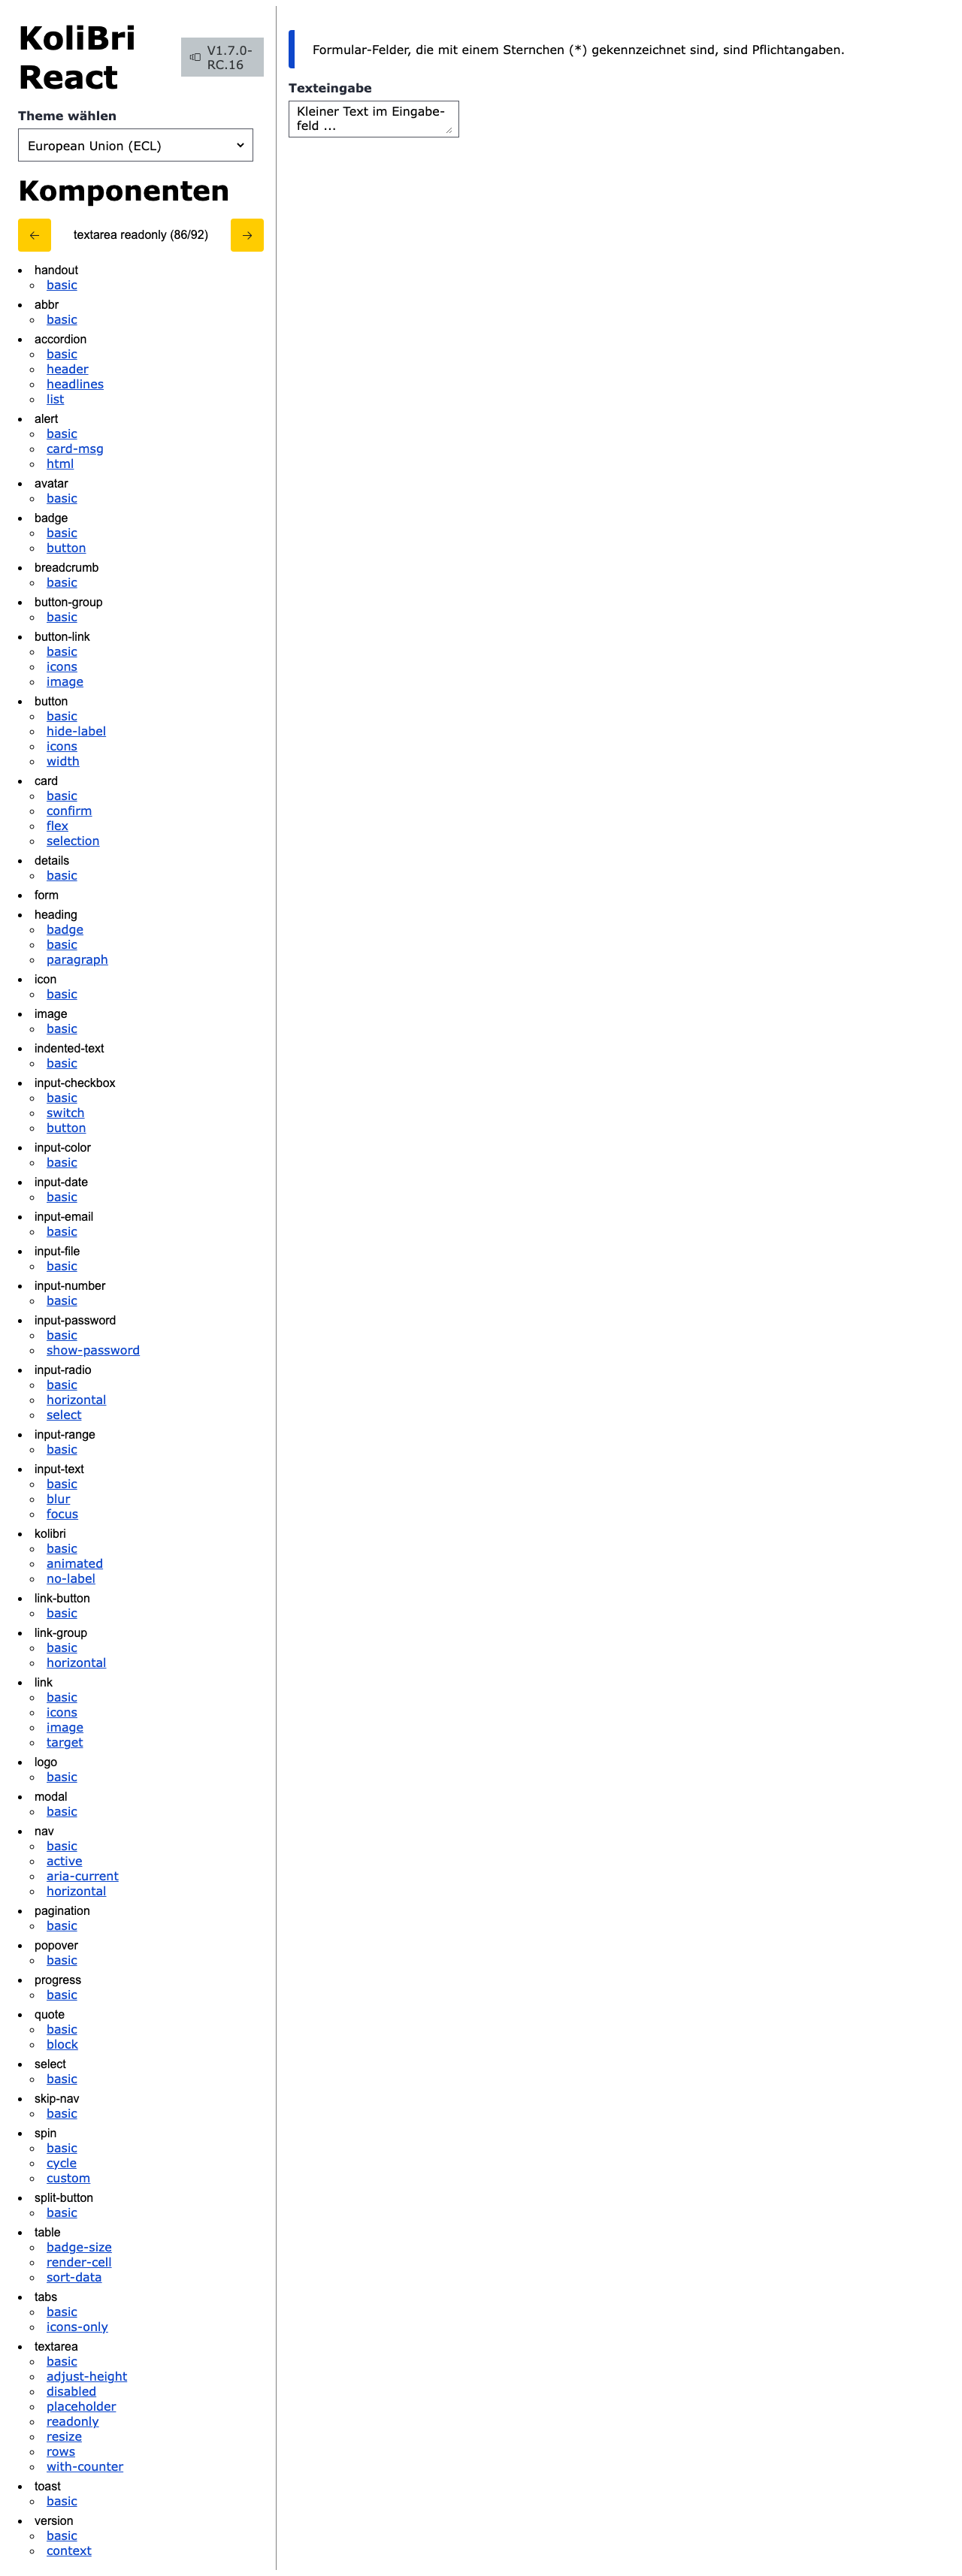 KoliBri
React
V1.7.0-
RC.16
Theme wählen
European Union (ECL)
Komponenten
textarea readonly (86/92)
handout
basic
abbr
basic
accordion
basic
header
headlines
list
alert
basic
card-msg
html
avatar
basic
badge
basic
button
breadcrumb
basic
button-group
basic
button-link
basic
icons
image
button
basic
hide-label
icons
width
card
basic
confirm
flex
selection
details
basic
form
heading
badge
basic
paragraph
icon
basic
image
basic
indented-text
basic
input-checkbox
basic
switch
button
input-color
basic
input-date
basic
input-email
basic
input-file
basic
input-number
basic
input-password
basic
show-password
input-radio
basic
horizontal
select
input-range
basic
input-text
basic
blur
focus
kolibri
basic
animated
no-label
link-button
basic
link-group
basic
horizontal
link
basic
icons
image
target
logo
basic
modal
basic
nav
basic
active
aria-current
horizontal
pagination
basic
popover
basic
progress
basic
quote
basic
block
select
basic
skip-nav
basic
spin
basic
cycle
custom
split-button
basic
table
badge-size
render-cell
sort-data
tabs
basic
icons-only
textarea
basic
adjust-height
disabled
placeholder
readonly
resize
rows
with-counter
toast
basic
version
basic
context
Formular-Felder, die mit einem Sternchen (*) gekennzeichnet sind, sind Pflichtangaben.
Texteingabe
Kleiner Text im Eingabe-
feld ...